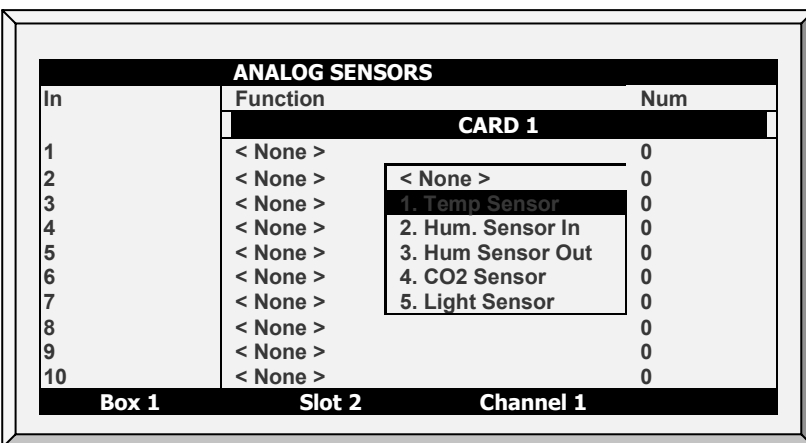 ANALOG SENSORS
In Function Num
CARD 1
1 < None > 0
2 < None > < None > 0
3 < None > 1. Temp Sensor 0
4 < None > 2. Hum. Sensor In 0
5 < None > 3. Hum Sensor Out 0
6 < None > 4. CO2 Sensor 0
7 < None > 5. Light Sensor 0
8 < None > 0
9 < None > 0
10 < None > 0
Box 1 Slot 2 Channel 1